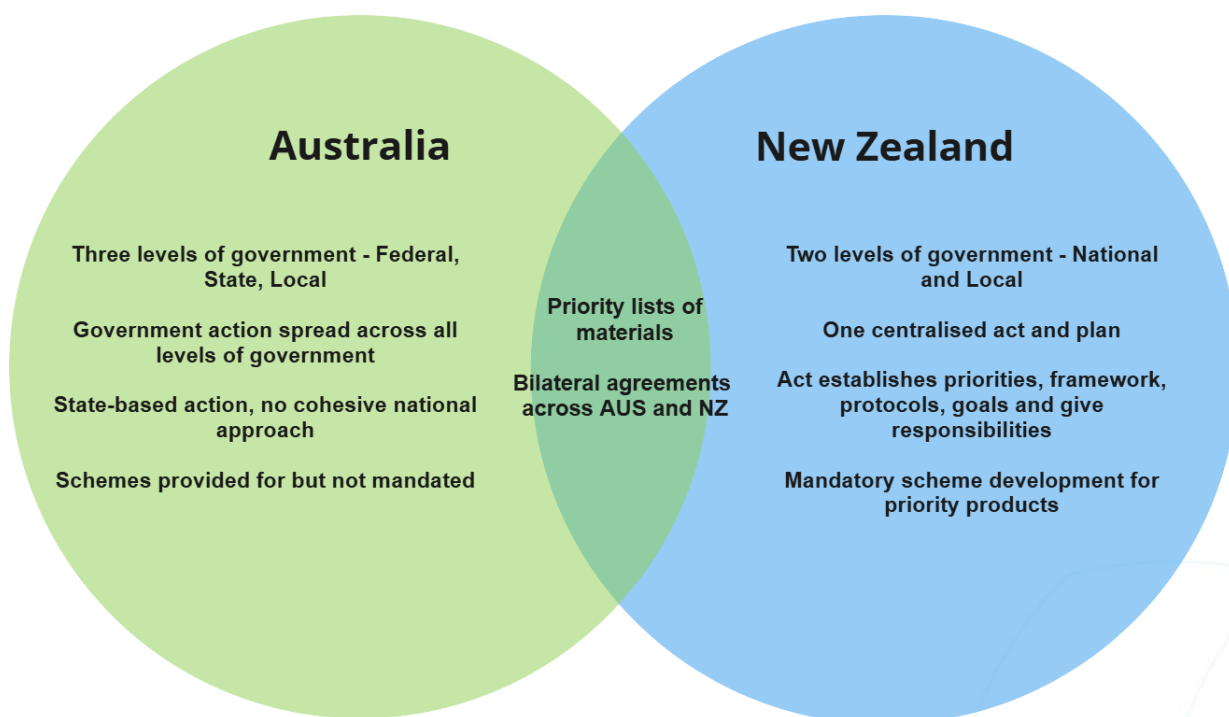 Australia
Three levels of government - Federal,
State, Local
Government action spread across all
levels of government
State-based action, no cohesive national
approach
Schemes provided for but not mandated
Priority lists of
materials
Bilateral agreements
across AUS and NZ
New Zealand
Two levels of government - National
and Local
One centralised act and plan
Act establishes priorities, framework,
protocols, goals and give
responsibilities
Mandatory scheme development for
priority products